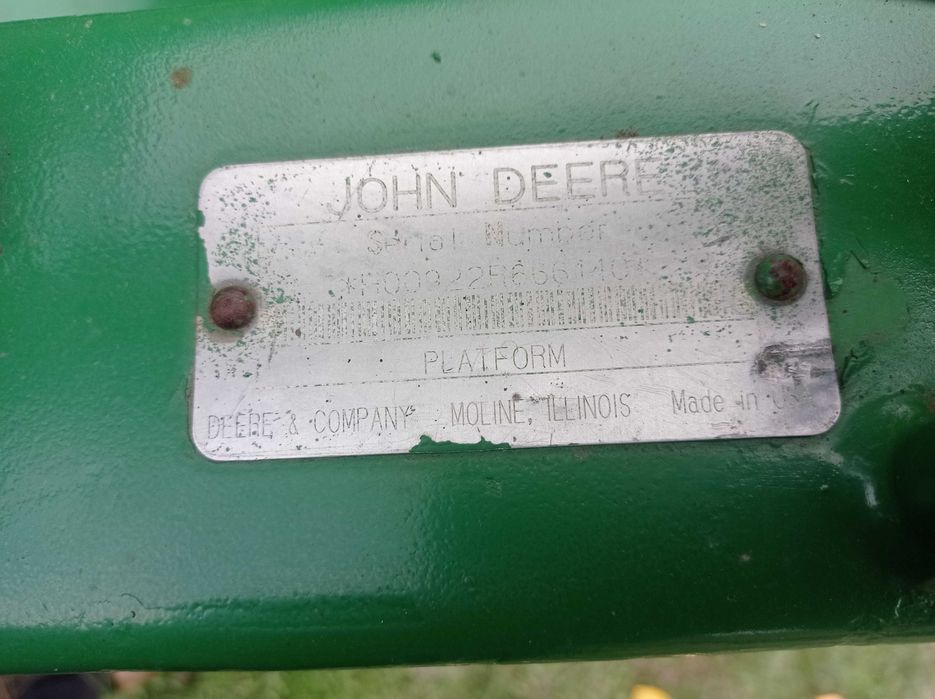 JOHN DEERE
Serial Number
PLATFORM
DEERE & COMPANY MOLINE, ILLINOIS Made in